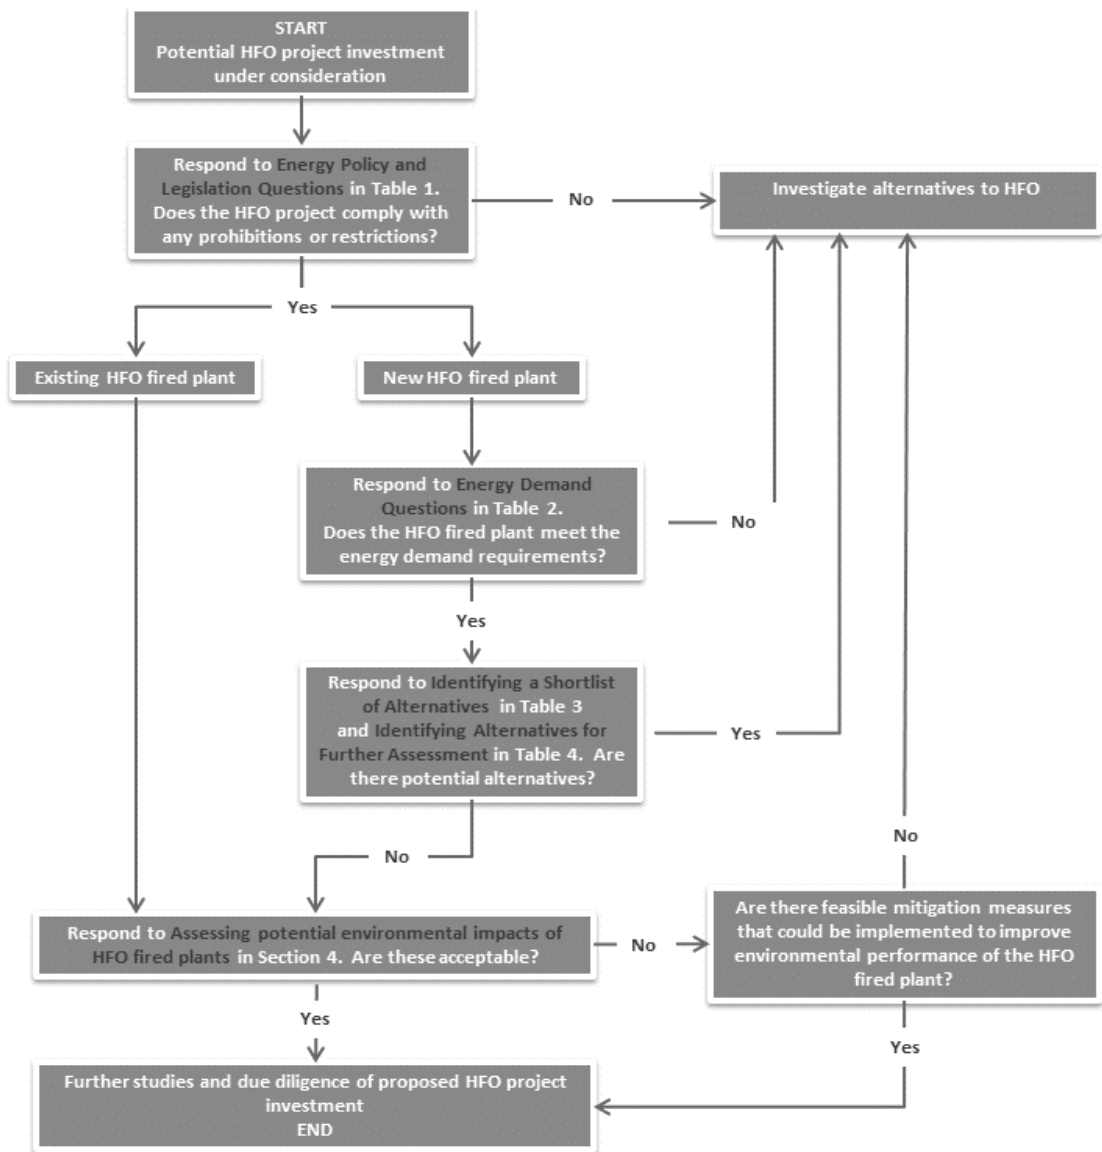 START
Potential HFO project investment
under consideration
Respond to Energy Policy and
Legislation Questions in Table 1.
Does the HFO project comply with
any prohibitions or restrictions?
No
Investigate alternatives to HFO
Yes
Existing HFO fired plant
New HFO fired plant
Respond to Energy Demand
Questions in Table 2.
Does the HFO fired plant meet the
energy demand requirements?
No
Yes
Respond to Identifying a Shortlist
of Alternatives in Table 3
and Identifying Alternatives for
Further Assessment in Table 4. Are
there potential alternatives?
Yes
No
No
Respond to Assessing potential environmental impacts of
HFO fired plants in Section 4. Are these acceptable?
No
Are there feasible mitigation measures
that could be implemented to improve
environmental performance of the HFO
fired plant?
Yes
Yes
Further studies and due diligence of proposed HFO project
investment
END